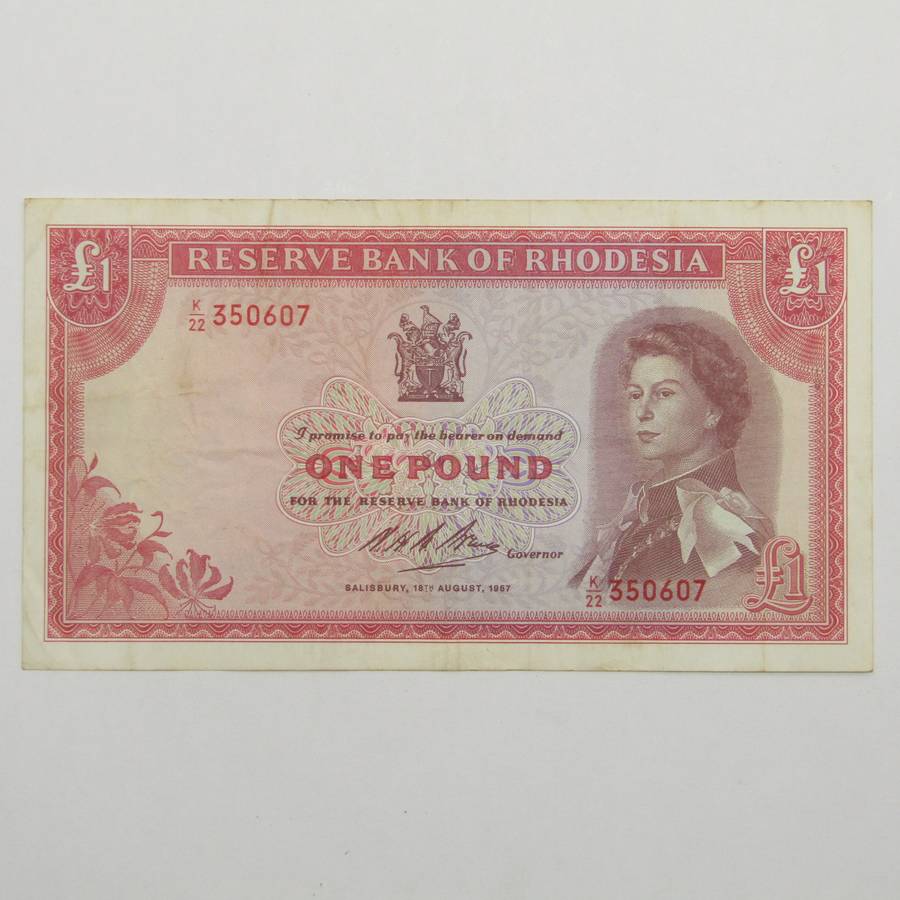 £1 RESERVE BANK OF RHODESIA £1
K/22 350607
I promise to pay the bearer on demand
ONE POUND
FOR THE RESERVE BANK OF RHODESIA
Governor
SALISBURY, 18TH AUGUST, 1967
K/22 350607
£1